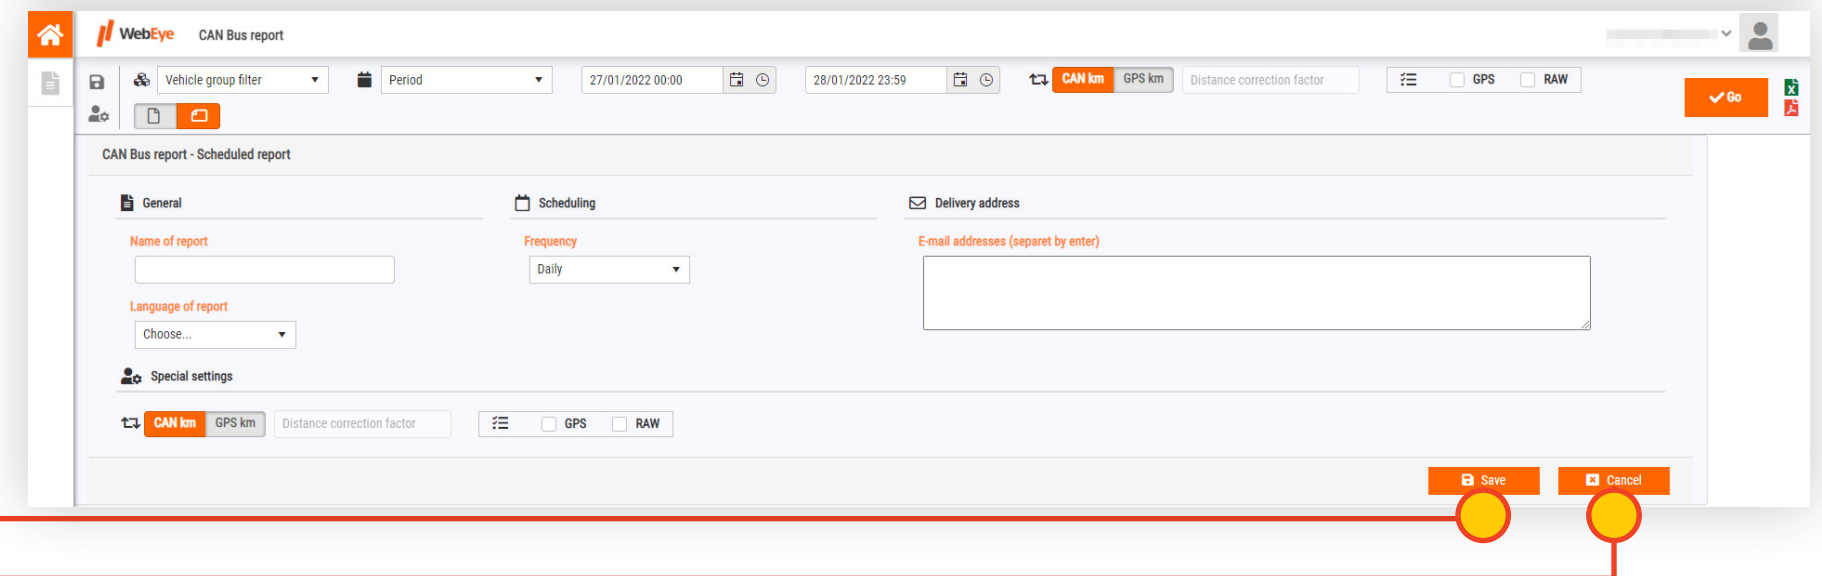 WebEye CAN Bus report
Vehicle group filter Period 27/01/2022 00:00 28/01/2022 23:59 CAN km GPS km Distance correction factor GPS RAW
Go
CAN Bus report - Scheduled report
General Scheduling Delivery address
Name of report Frequency E-mail addresses (separet by enter)
Daily
Language of report
Choose...
Special settings
CAN km GPS km Distance correction factor GPS RAW
Save Cancel